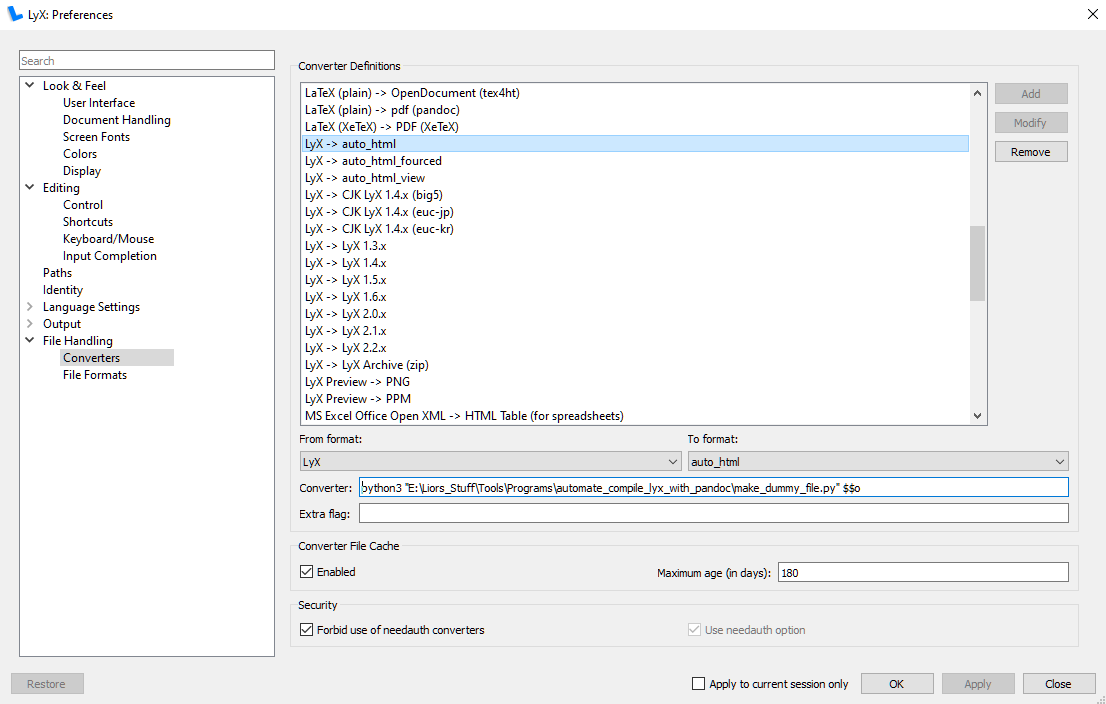 LyX: Preferences
Search
Look & Feel
User Interface
Document Handling
Screen Fonts
Colors
Display
Editing
Control
Shortcuts
Keyboard/Mouse
Input Completion
Paths
Identity
Language Settings
Output
File Handling
Converters
File Formats
Converter Definitions
LaTeX (plain) -> OpenDocument (tex4ht)
LaTeX (plain) -> pdf (pandoc)
LaTeX (XeTeX) -> PDF (XeTeX)
LyX -> auto_html
LyX -> auto_html_fourced
LyX -> auto_html_view
LyX -> CJK LyX 1.4.x (big5)
LyX -> CJK LyX 1.4.x (euc-jp)
LyX -> CJK LyX 1.4.x (euc-kr)
LyX -> LyX 1.3.x
LyX -> LyX 1.4.x
LyX -> LyX 1.5.x
LyX -> LyX 1.6.x
LyX -> LyX 2.0.x
LyX -> LyX 2.1.x
LyX -> LyX 2.2.x
LyX -> LyX Archive (zip)
LyX Preview -> PNG
LyX Preview -> PPM
MS Excel Office Open XML -> HTML Table (for spreadsheets)
Add
Modify
Remove
From format: To format:
LyX auto_html
Converter: python3 "E:\Liors_Stuff\Tools\Programs\automate_compile_lyx_with_pandoc\make_dummy_file.py" $$o
Extra flag:
Converter File Cache
Enabled Maximum age (in days): 180
Security
Forbid use of needauth converters Use needauth option
Restore Apply to current session only OK Apply Close